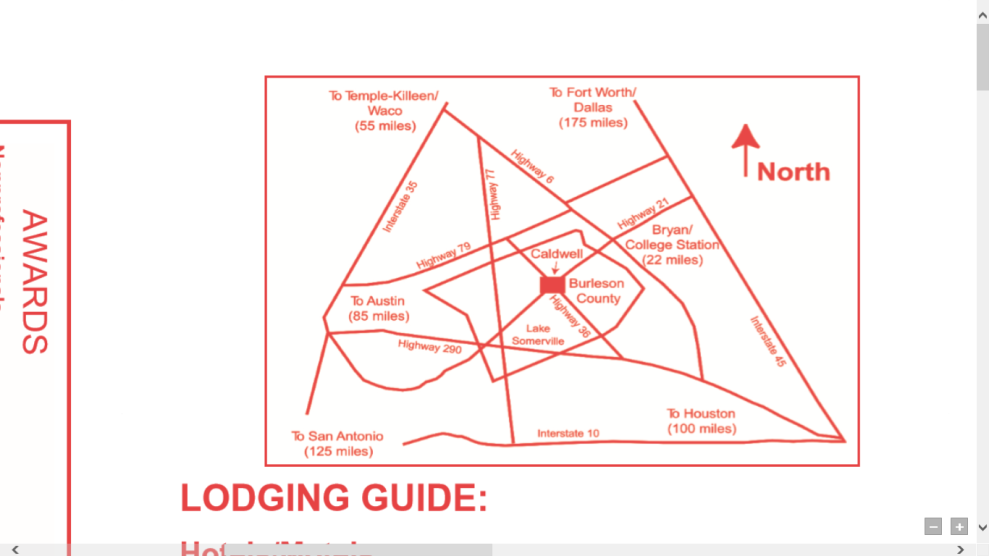 To Temple-Killeen/
Waco
(55 miles)
To Fort Worth/
Dallas
(175 miles)
North
Highway 6
Highway 77
Interstate 35
Highway 21
Bryan/
College Station
(22 miles)
Highway 79
Caldwell
Burleson
County
To Austin
(85 miles)
Highway 36
Lake
Somerville
Highway 290
Interstate 45
To Houston
(100 miles)
To San Antonio
(125 miles)
Interstate 10
AWARDS
LODGING GUIDE: